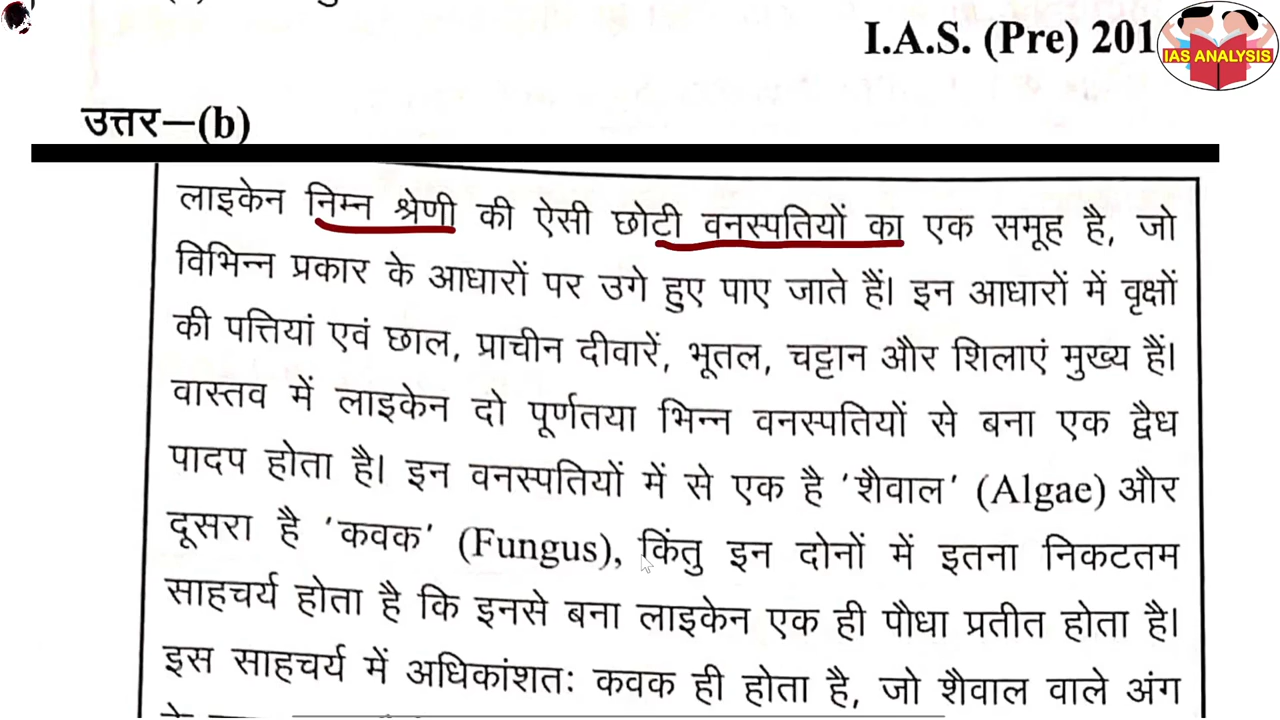 I.A.S. (Pre) 201
IAS ANALYSIS
उत्तर–(b)
लाइकेन निम्न श्रेणी की ऐसी छोटी वनस्पतियों का एक समूह है, जो
विभिन्न प्रकार के आधारों पर उगे हुए पाए जाते हैं। इन आधारों में वृक्षों
की पत्तियां एवं छाल, प्राचीन दीवारें, भूतल, चट्टान और शिलाएं मुख्य हैं।
वास्तव में लाइकेन दो पूर्णतया भिन्न वनस्पतियों से बना एक द्वैध
पादप होता है। इन वनस्पतियों में से एक है 'शैवाल' (Algae) और
दूसरा है 'कवक' (Fungus), किंतु इन दोनों में इतना निकटतम
साहचर्य होता है कि इनसे बना लाइकेन एक ही पौधा प्रतीत होता है।
इस साहचर्य में अधिकांशतः कवक ही होता है, जो शैवाल वाले अंग